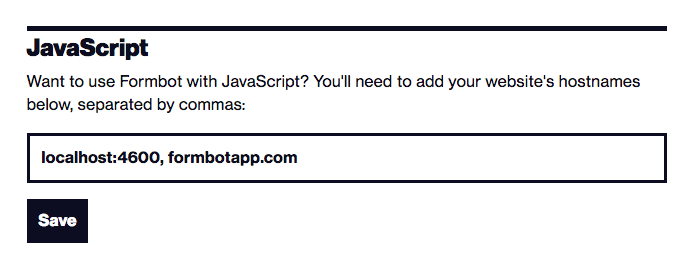 JavaScript
Want to use Formbot with JavaScript? You'll need to add your website's hostnames
below, separated by commas:
localhost:4600, formbotapp.com
Save